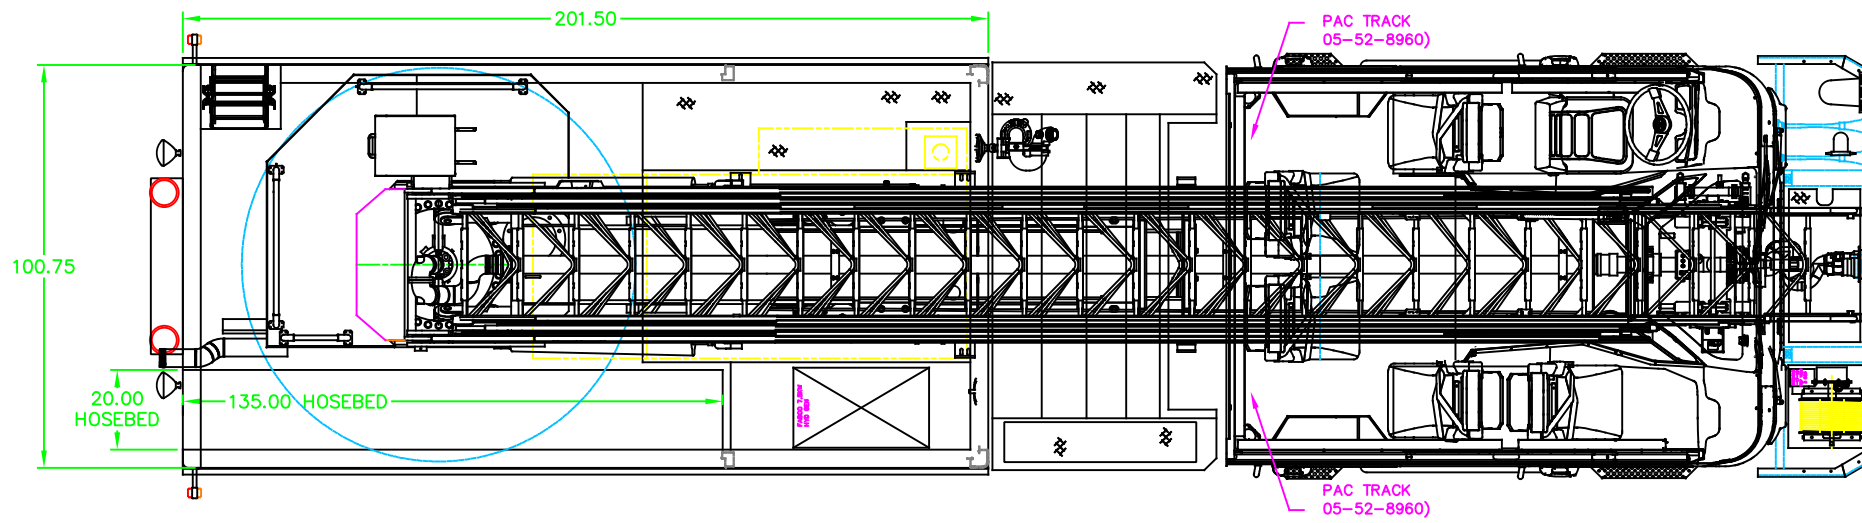 201.50
PAC TRACK
05-52-8960)
100.75
20.00
HOSEBED
135.00 HOSEBED
PAC TRACK
05-52-8960)